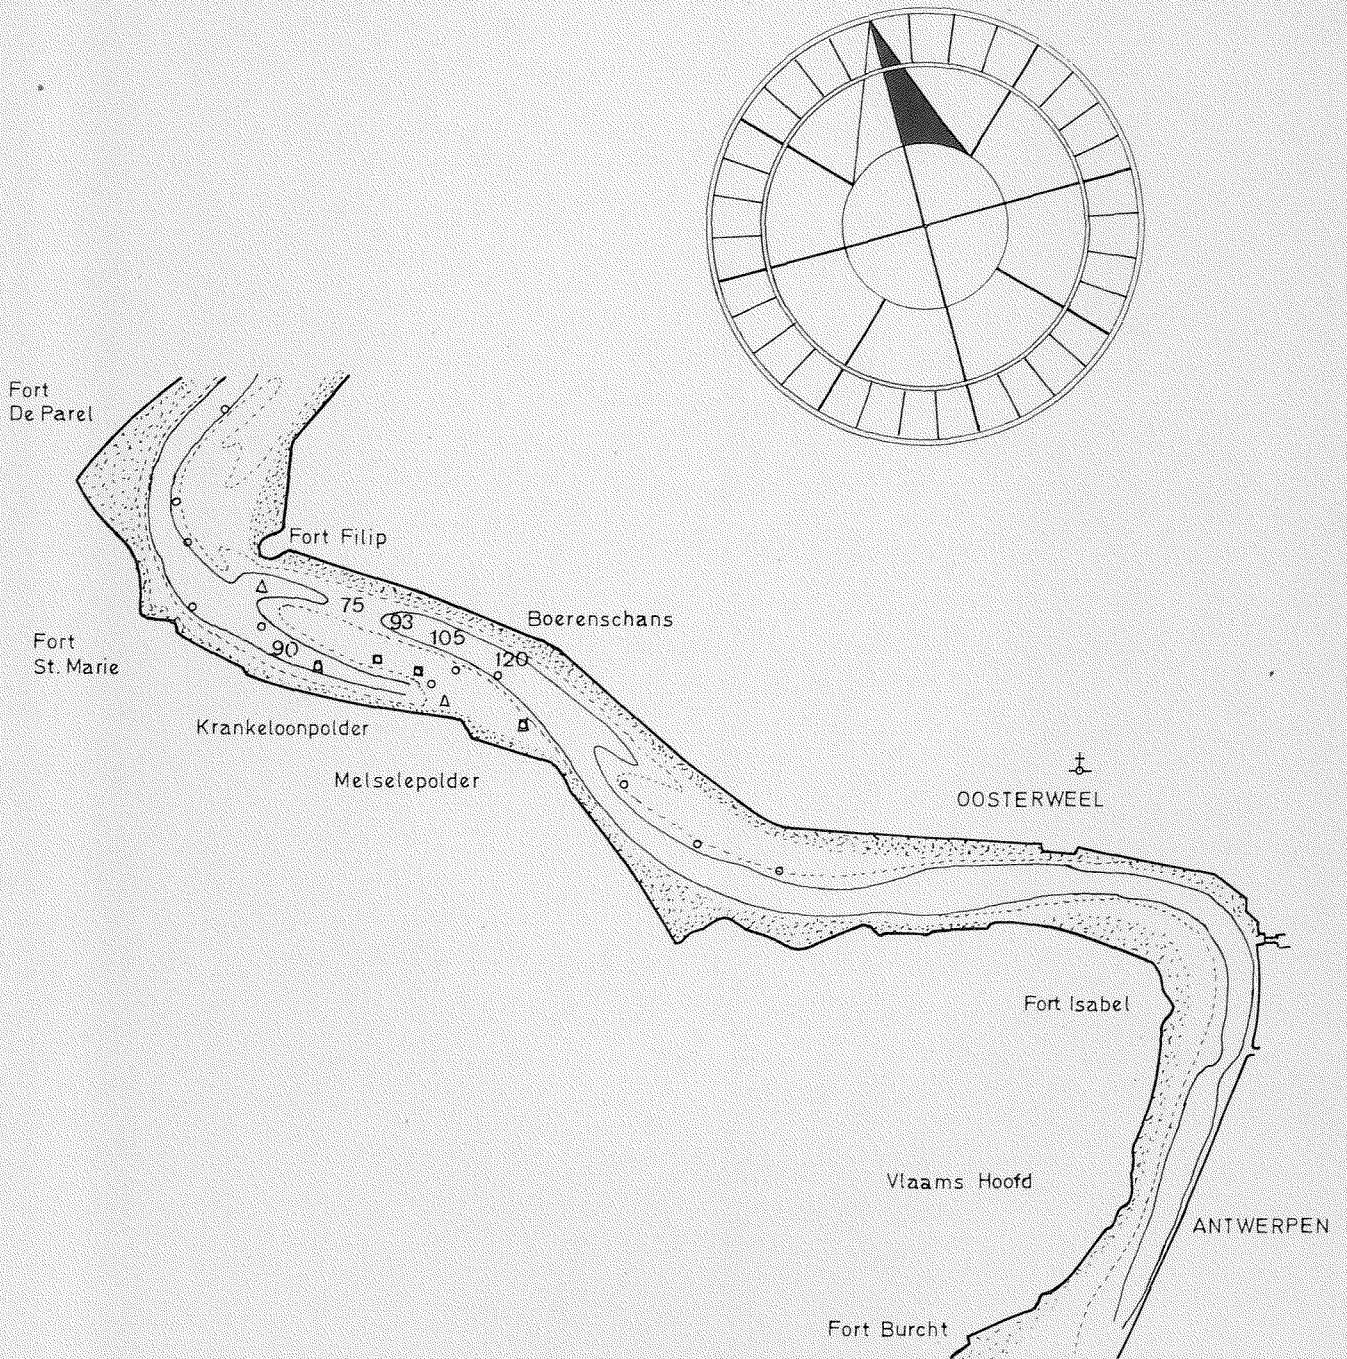 Fort
De Parel
Fort Filip
75
93
105
120
90
Boerenschans
Fort
St. Marie
Krankeloonpolder
Melselepolder
OOSTERWEEL
Fort Isabel
Vlaams Hoofd
ANTWERPEN
Fort Burcht